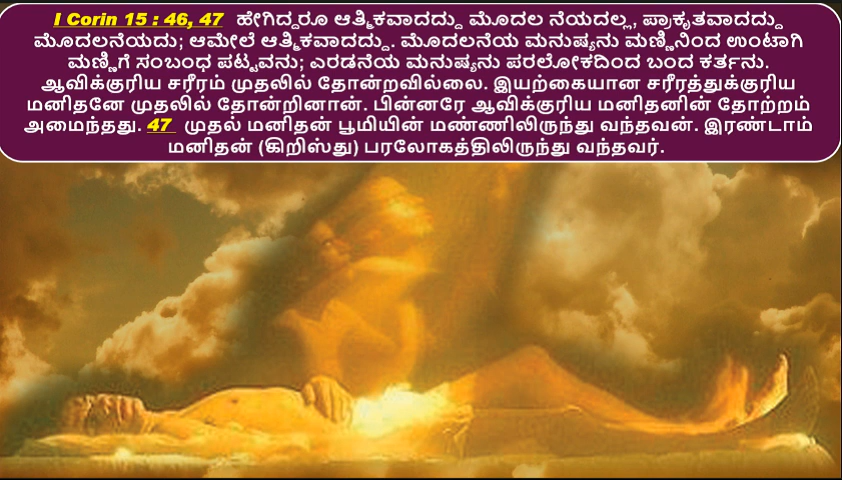 I Corin 15 : 46, 47 ಹೇಗಿದ್ದರೂ ಆತ್ಮಿಕವಾದದ್ದು ಮೊದಲ ನೆಯದಲ್ಲ, ಪ್ರಾಕೃತವಾದದ್ದು
ಮೊದಲನೆಯದು; ಆಮೇಲೆ ಆತ್ಮಿಕವಾದದ್ದು. ಮೊದಲನೆಯ ಮನುಷ್ಯನು ಮಣ್ಣಿನಿಂದ ಉಂಟಾಗಿ
ಮಣ್ಣಿಗೆ ಸಂಬಂಧ ಪಟ್ಟವನು; ಎರಡನೆಯ ಮನುಷ್ಯನು ಪರಲೋಕದಿಂದ ಬಂದ ಕರ್ತನು.
ஆவிக்குரிய சரீரம் முதலில் தோன்றவில்லை. இயற்கையான சரீரத்துக்குரிய
மனிதனே முதலில் தோன்றினான். பின்னரே ஆவிக்குரிய மனிதனின் தோற்றம்
அமைந்தது. 47 முதல் மனிதன் பூமியின் மண்ணிலிருந்து வந்தவன். இரண்டாம்
மனிதன் (கிறிஸ்து) பரலோகத்திலிருந்து வந்தவர்.